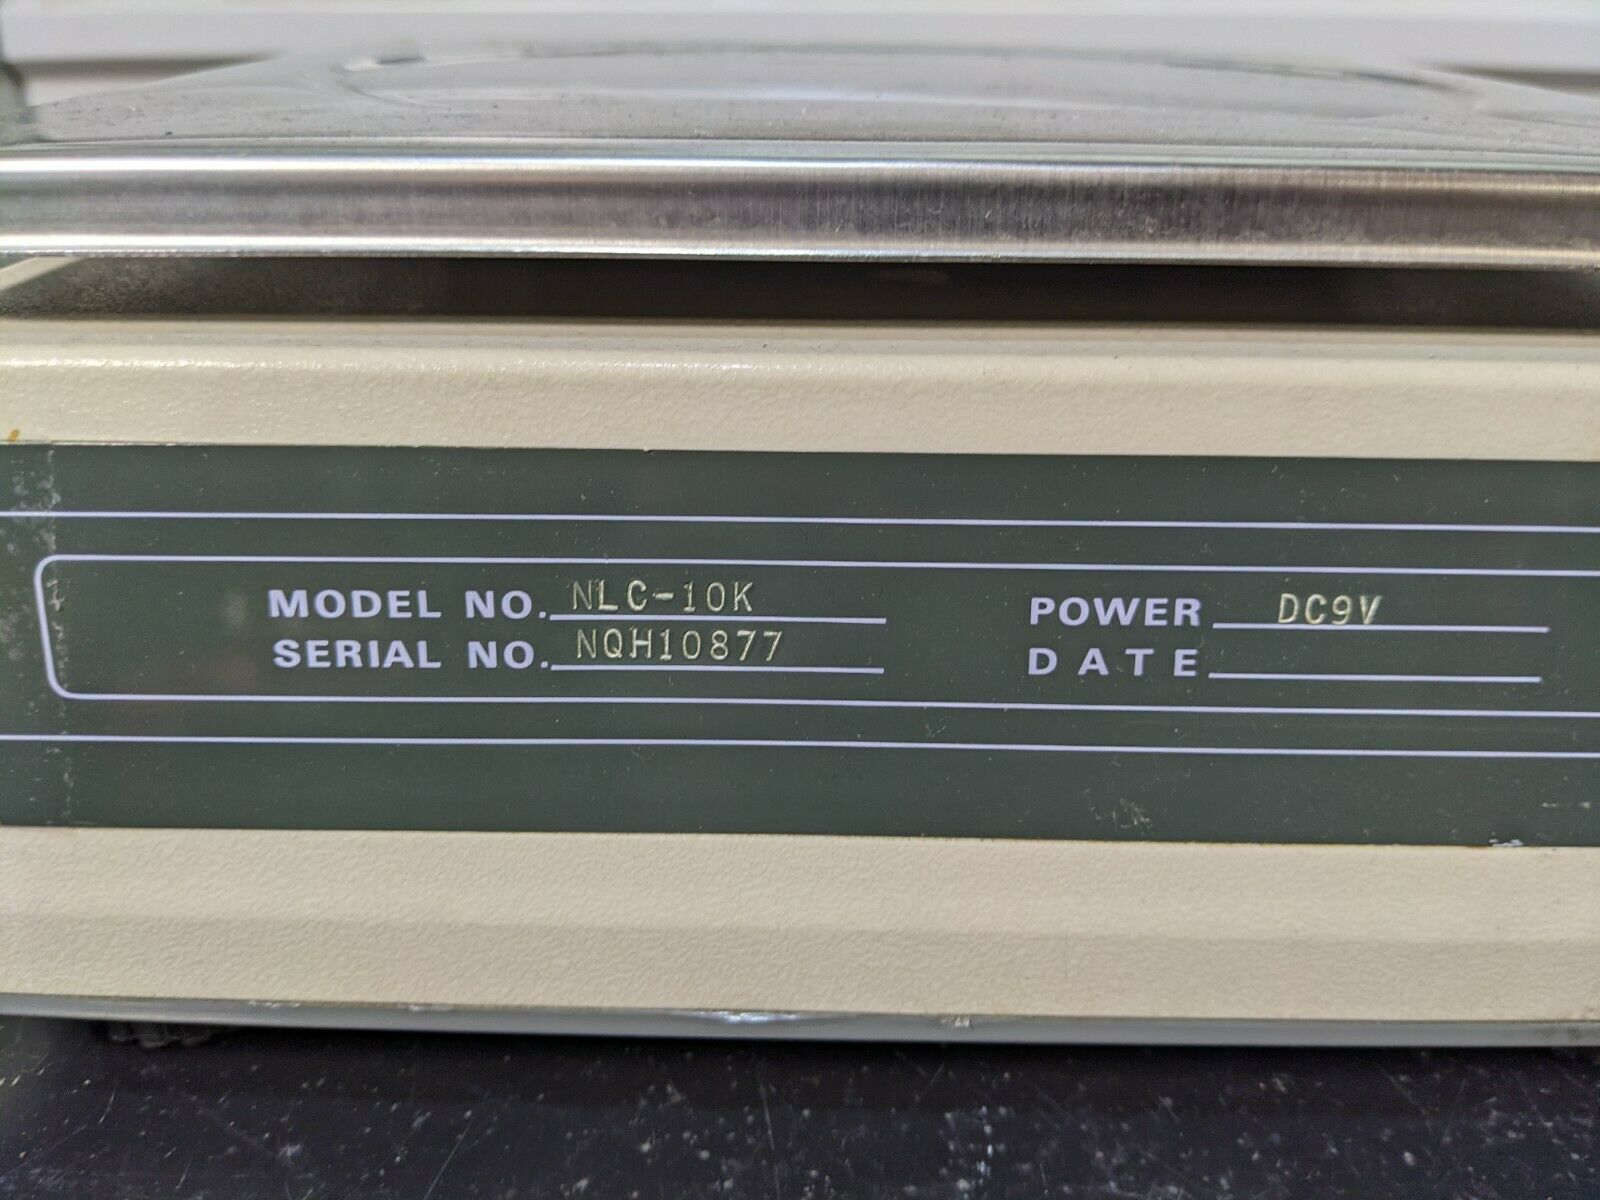 MODEL NO. NLC-10K
SERIAL NO. NQH10877
POWER DC9V
DATE